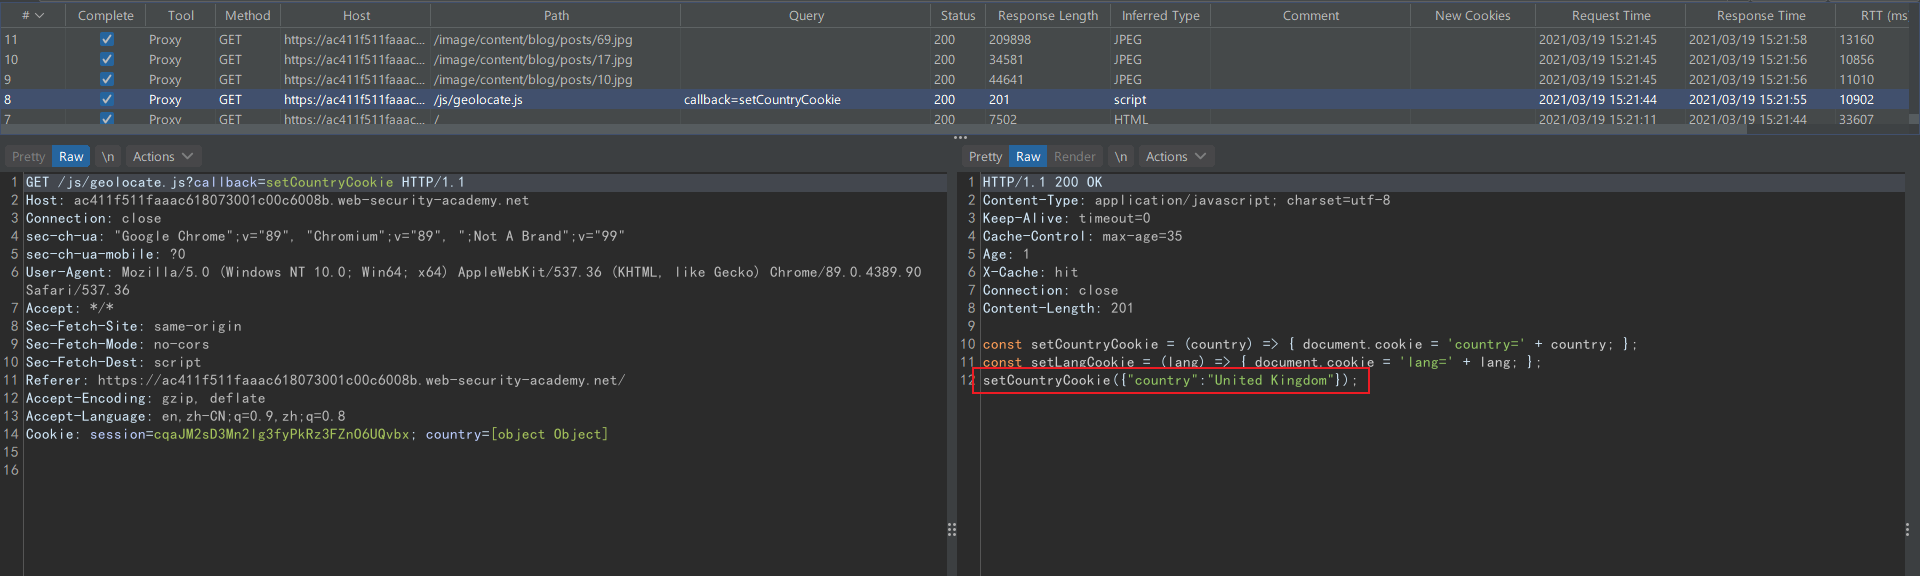 # Complete Tool Method Host Path Query Status Response Length Inferred Type Comment New Cookies Request Time Response Time RTT (ms
11 Proxy GET https://ac411f511faaac... /image/content/blog/posts/69.jpg 200 209898 JPEG 2021/03/19 15:21:45 2021/03/19 15:21:58 13160
10 Proxy GET https://ac411f511faaac... /image/content/blog/posts/17.jpg 200 34581 JPEG 2021/03/19 15:21:45 2021/03/19 15:21:56 10856
9 Proxy GET https://ac411f511faaac... /image/content/blog/posts/10.jpg 200 44641 JPEG 2021/03/19 15:21:45 2021/03/19 15:21:56 11010
8 Proxy GET https://ac411f511faaac... /js/geolocate.js callback=setCountryCookie 200 201 script 2021/03/19 15:21:44 2021/03/19 15:21:55 10902
7 Proxy GET https://ac411f511faaac... / 200 7502 HTML 2021/03/19 15:21:11 2021/03/19 15:21:44 33607
Pretty Raw \n Actions
1 GET /js/geolocate.js?callback=setCountryCookie HTTP/1.1
2 Host: ac411f511faaac618073001c00c6008b.web-security-academy.net
3 Connection: close
4 sec-ch-ua: "Google Chrome";v="89", "Chromium";v="89", ";Not A Brand";v="99"
5 sec-ch-ua-mobile: ?0
6 User-Agent: Mozilla/5.0 (Windows NT 10.0; Win64; x64) AppleWebKit/537.36 (KHTML, like Gecko) Chrome/89.0.4389.90
Safari/537.36
7 Accept: */*
8 Sec-Fetch-Site: same-origin
9 Sec-Fetch-Mode: no-cors
10 Sec-Fetch-Dest: script
11 Referer: https://ac411f511faaac618073001c00c6008b.web-security-academy.net/
12 Accept-Encoding: gzip, deflate
13 Accept-Language: en,zh-CN;q=0.9,zh;q=0.8
14 Cookie: session=cqaJM2sD3Mn2lg3fyPkRz3FZnO6UQvbx; country=[object Object]
15
16
Pretty Raw Render \n Actions
1 HTTP/1.1 200 OK
2 Content-Type: application/javascript; charset=utf-8
3 Keep-Alive: timeout=0
4 Cache-Control: max-age=35
5 Age: 1
6 X-Cache: hit
7 Connection: close
8 Content-Length: 201
9
10 const setCountryCookie = (country) => { document.cookie = 'country=' + country; };
11 const setLangCookie = (lang) => { document.cookie = 'lang=' + lang; };
12 setCountryCookie({"country":"United Kingdom"});